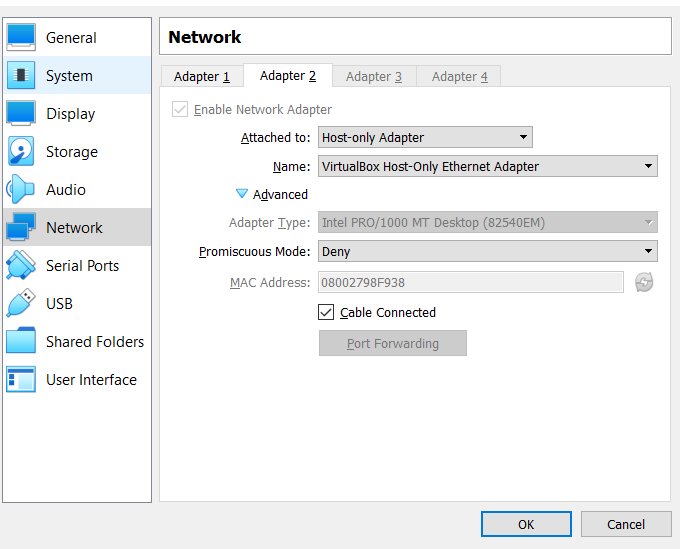 General
System
Display
Storage
Audio
Network
Serial Ports
USB
Shared Folders
User Interface
Network
Adapter 1 Adapter 2 Adapter 3 Adapter 4
Enable Network Adapter
Attached to: Host-only Adapter
Name: VirtualBox Host-Only Ethernet Adapter
Advanced
Adapter Type: Intel PRO/1000 MT Desktop (82540EM)
Promiscuous Mode: Deny
MAC Address: 08002798F938
Cable Connected
Port Forwarding
OK Cancel